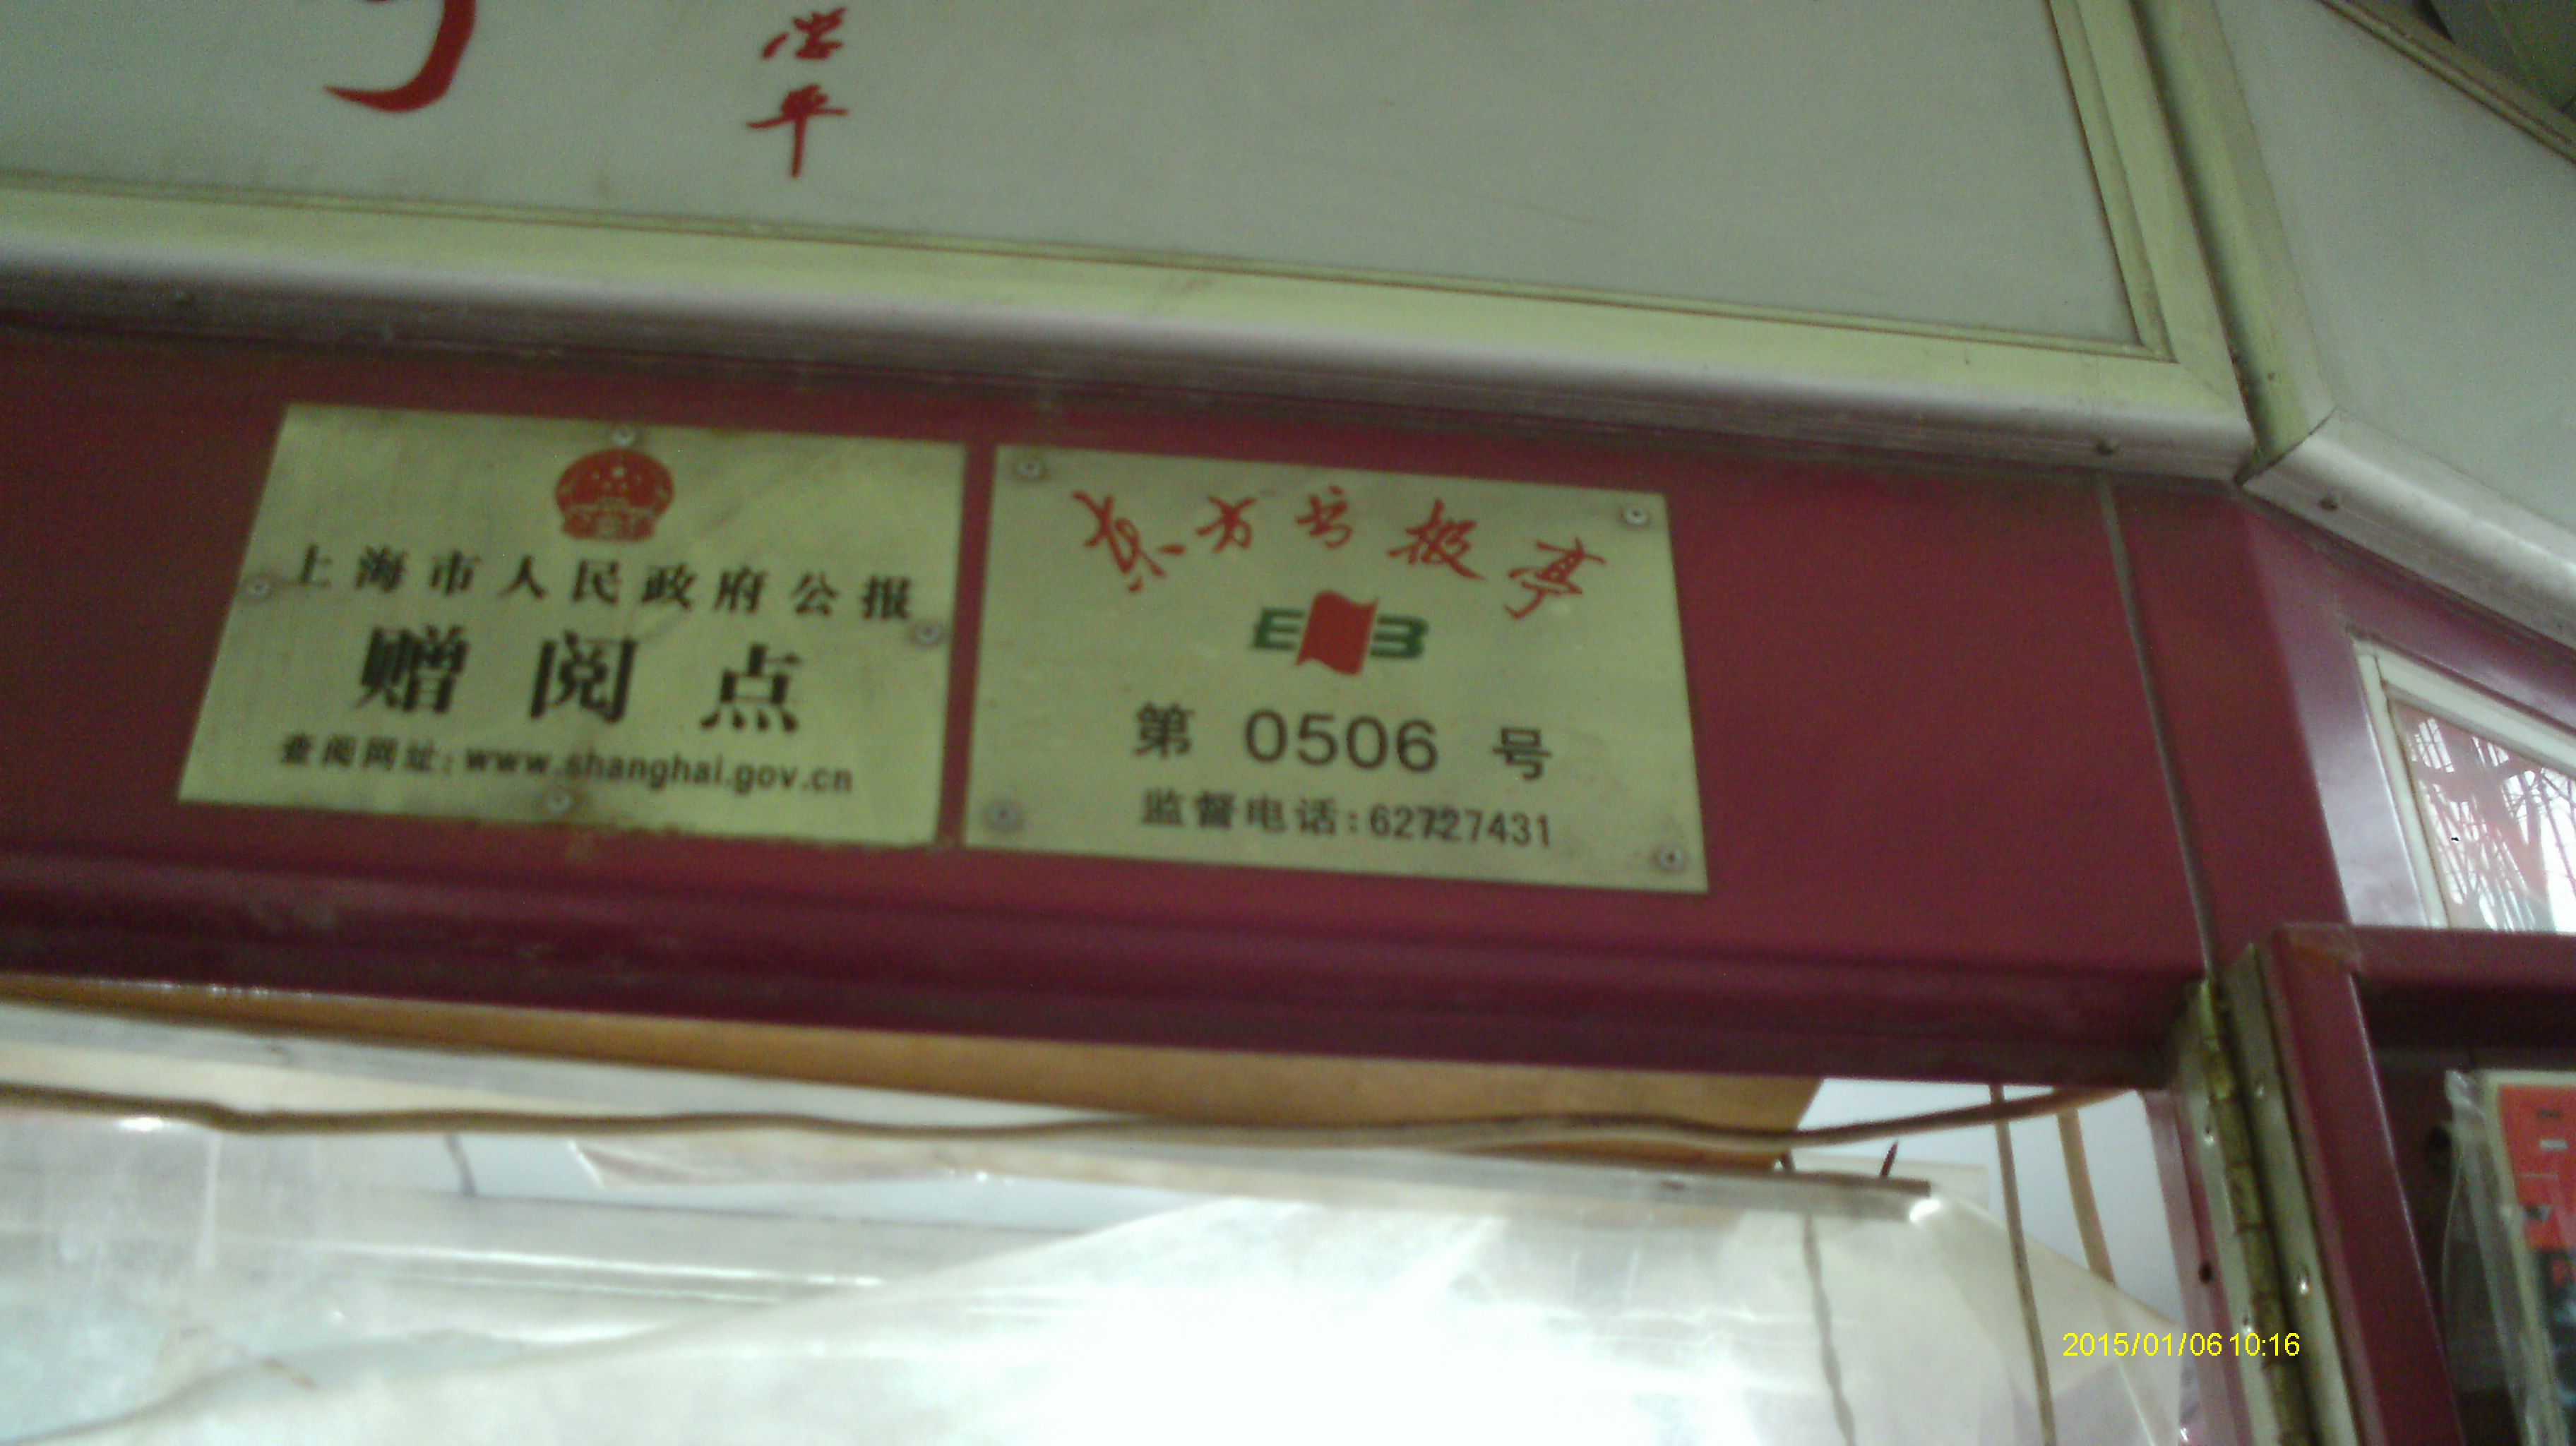 平
上海市人民政府公报
赠阅点
查阅网址:www.shanghai.gov.cn
东方书报亭
EB
第 0506 号
监督电话:62727431
2015/01/06 10:16